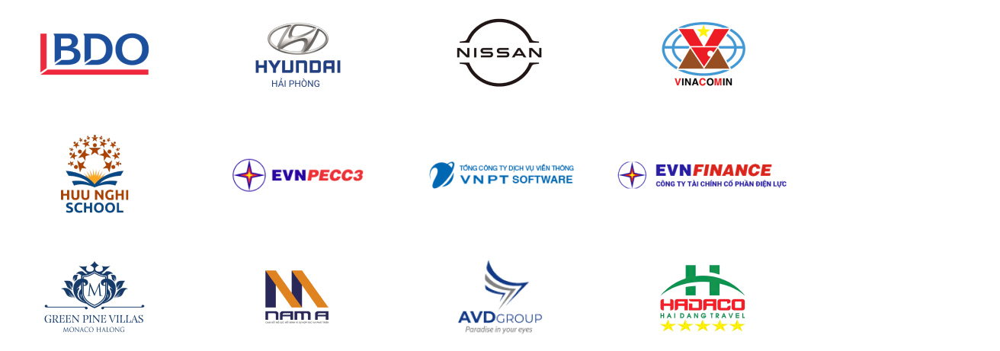 BDO
HYUNDAI
HẢI PHÒNG
NISSAN
VINACOMIN
HUU NGHI
SCHOOL
EVNPECC3
TỔNG CÔNG TY DỊCH VỤ VIỄN THÔNG
VNPT SOFTWARE
EVNFINANCE
CÔNG TY TÀI CHÍNH CỔ PHẦN ĐIỆN LỰC
M
GREEN PINE VILLAS
MONACO HALONG
NAM A
AVDGROUP
Paradise in your eyes
H
HADACO
HAI DANG TRAVEL